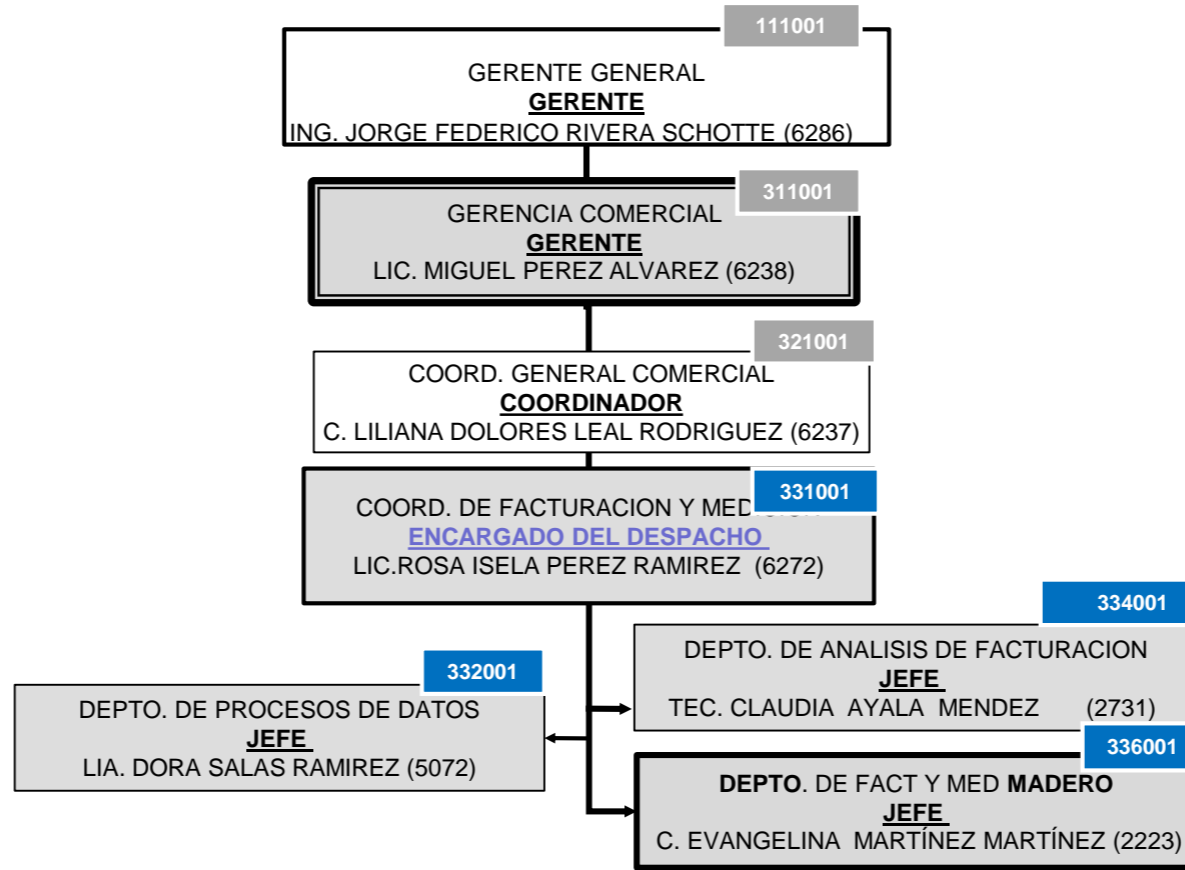 111001
GERENTE GENERAL
GERENTE
ING. JORGE FEDERICO RIVERA SCHOTTE (6286)
311001
GERENCIA COMERCIAL
GERENTE
LIC. MIGUEL PEREZ ALVAREZ (6238)
321001
COORD. GENERAL COMERCIAL
COORDINADOR
C. LILIANA DOLORES LEAL RODRIGUEZ (6237)
331001
COORD. DE FACTURACION Y
ENCARGADO DEL DESPACHO
LIC.ROSA ISELA PEREZ RAMIREZ (6272)
334001
DEPTO. DE ANALISIS DE FACTURACION
JEFE
TEC. CLAUDIA AYALA MENDEZ (2731)
332001
DEPTO. DE PROCESOS DE DATOS
JEFE
LIA. DORA SALAS RAMIREZ (5072)
336001
DEPTO. DE FACT Y MED MADERO
JEFE
C. EVANGELINA MARTÍNEZ MARTÍNEZ (2223)